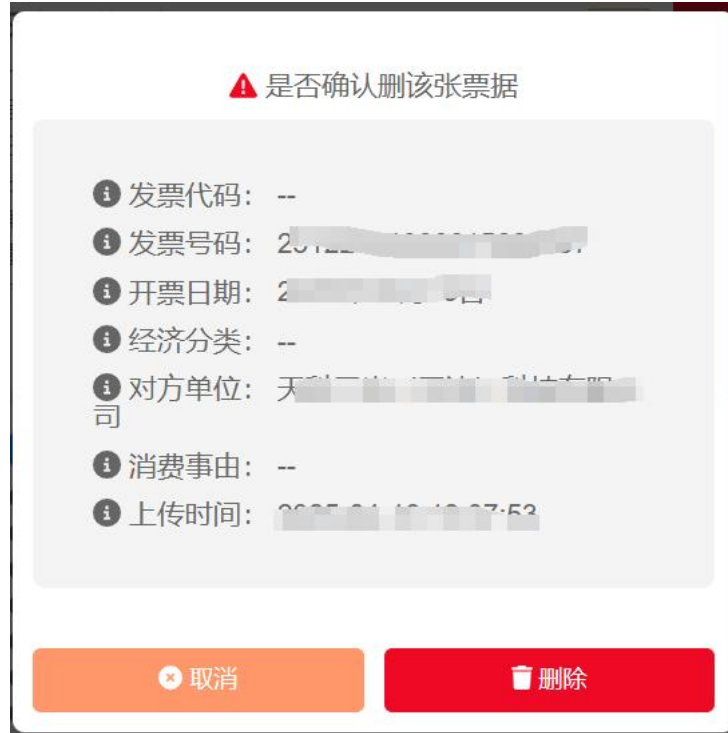 是否确认删该张票据
发票代码： --
发票号码：
开票日期：
经济分类： --
对方单位：
司
消费事由： --
上传时间：
取消
删除